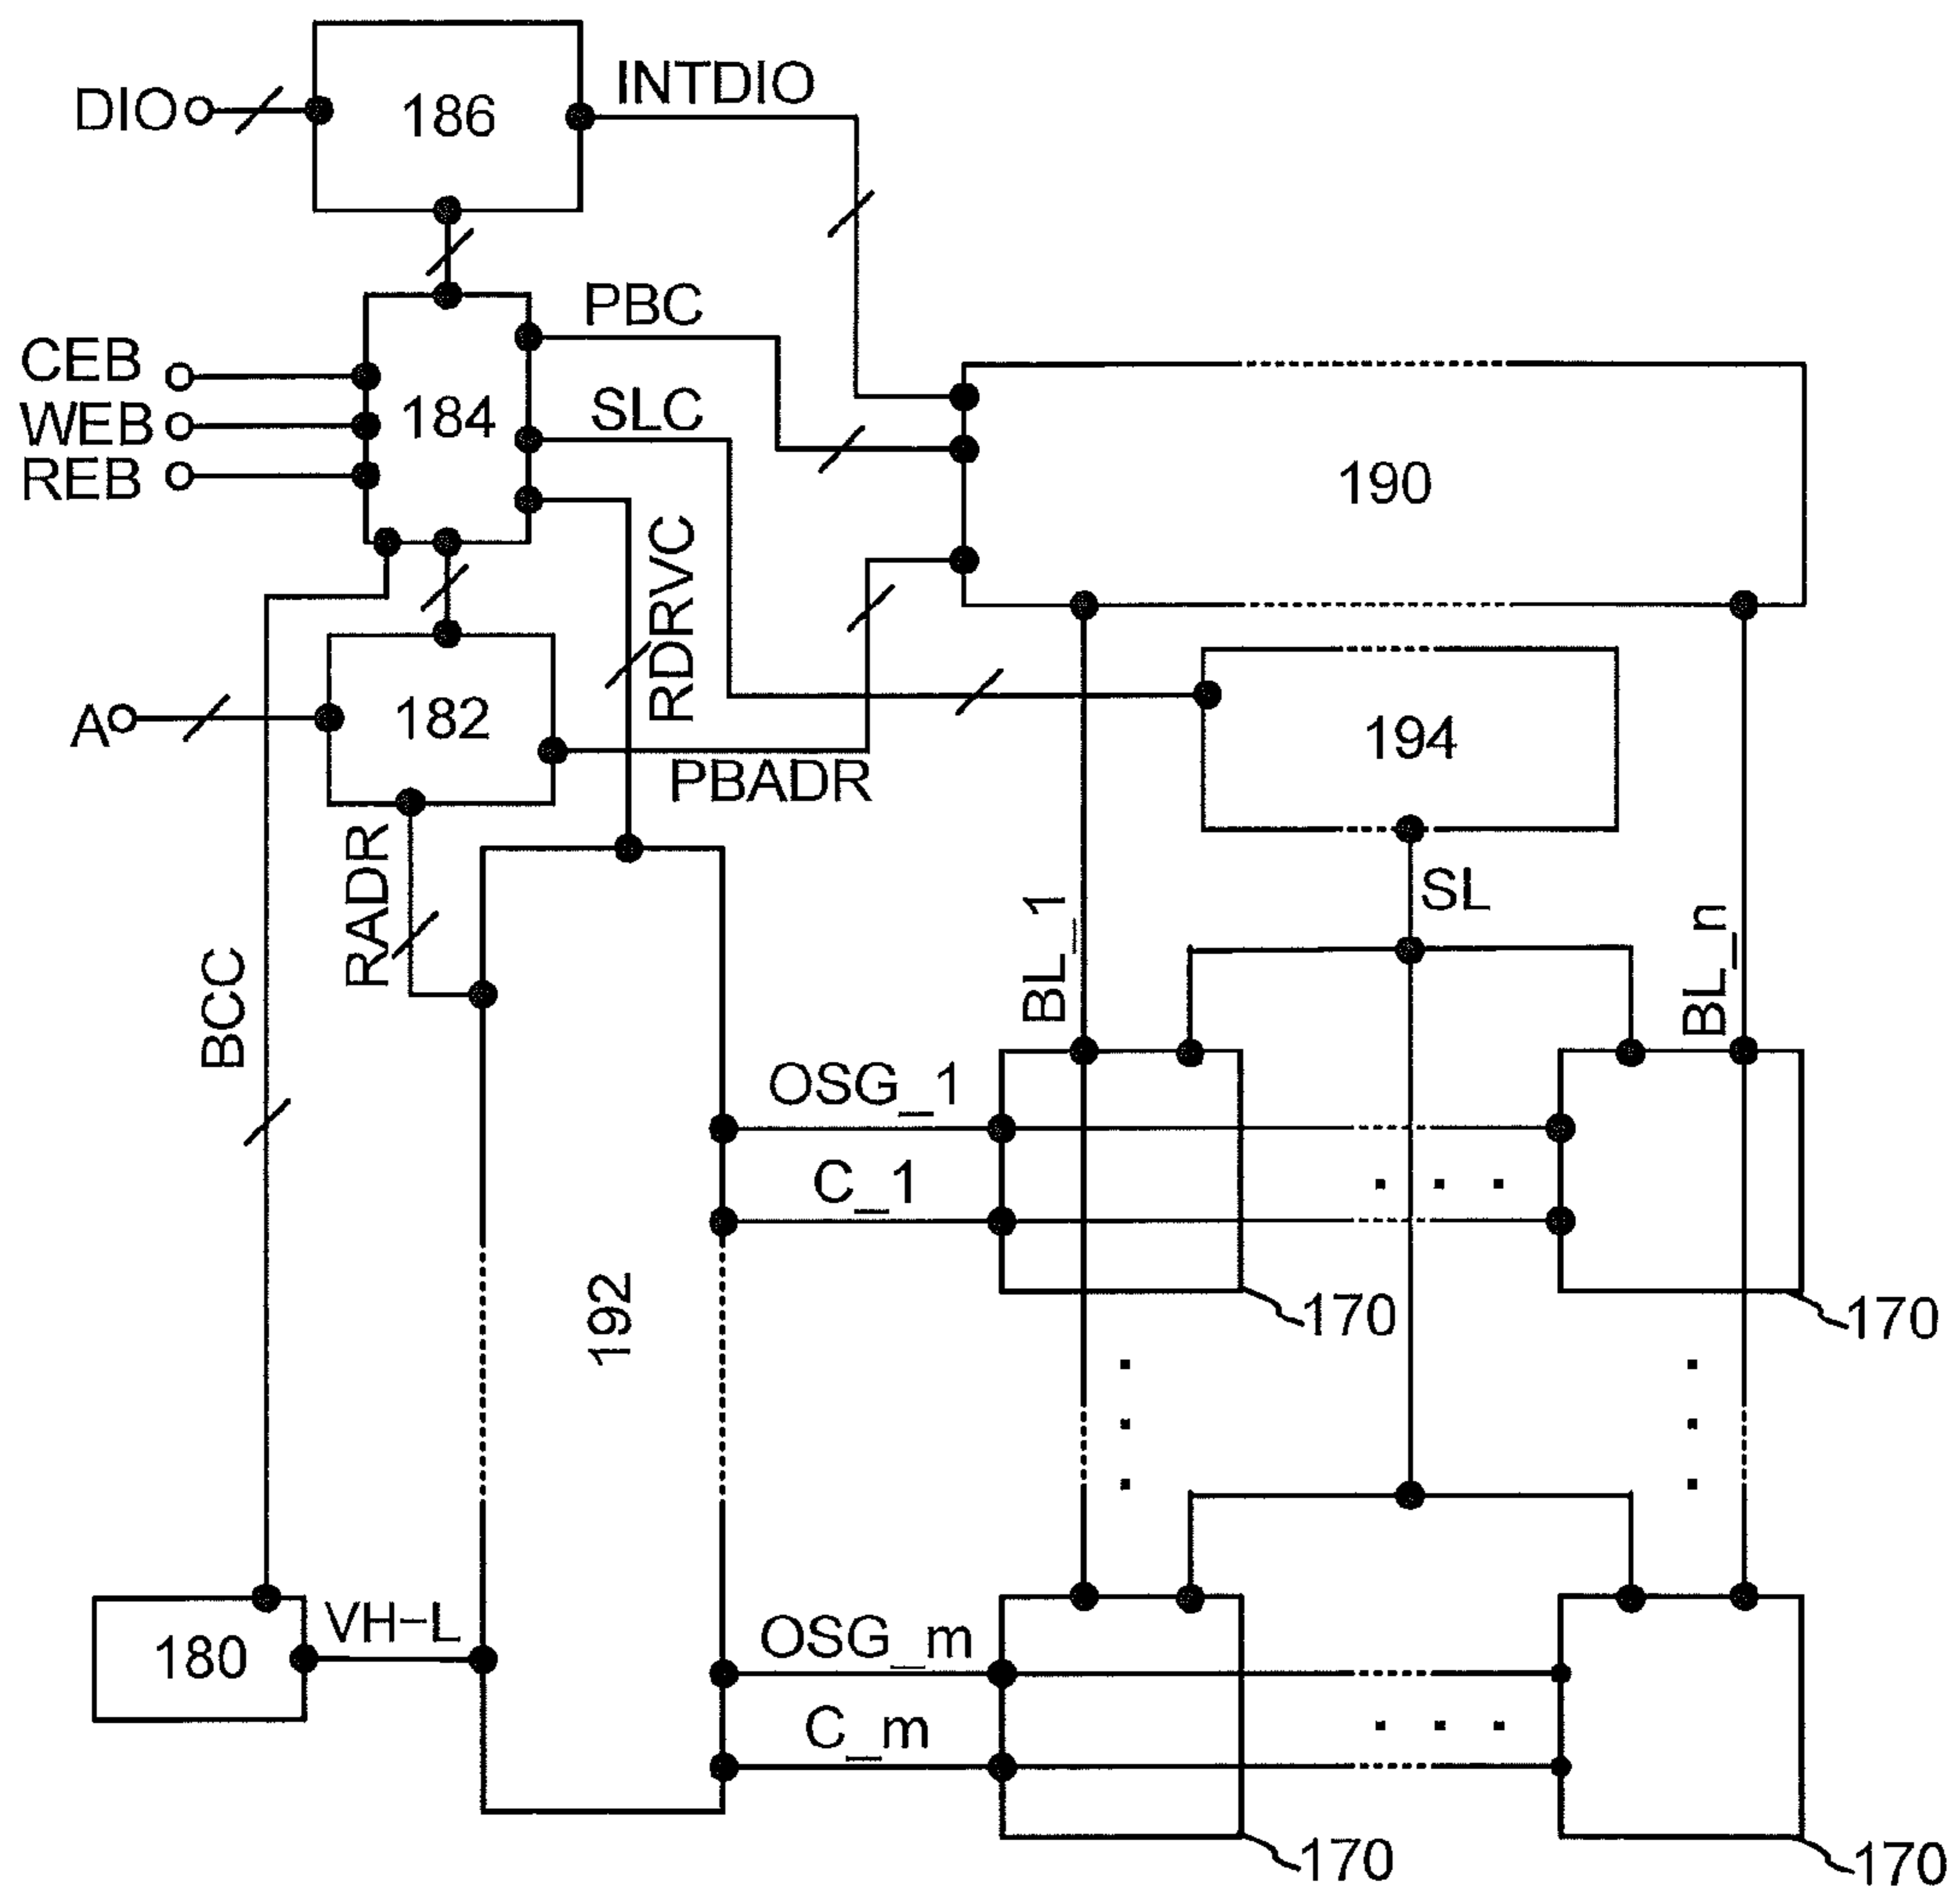 DIO
186
INTDIO
PBC
CEB
WEB
REB
184
SLC
190
RDRVC
A
182
PBADR
194
RADR
SL
BL_1
BL_n
BCC
OSG_1
C_1
192
170
170
180
VH-L
OSG_m
C_m
170
170